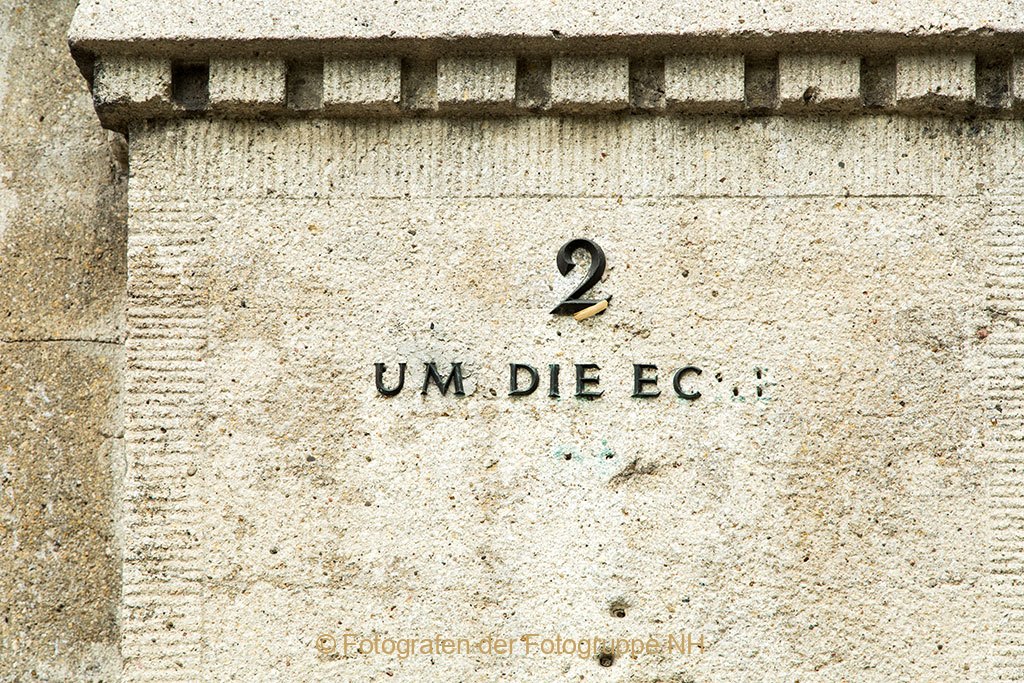 2
UM DIE EC
© Fotografen der Fotogruppe NH